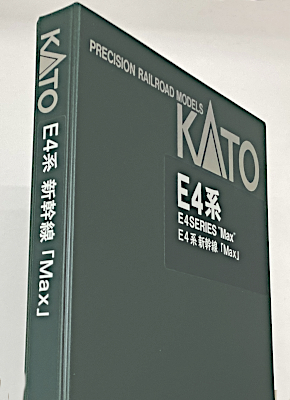 KATO
E4系 新幹線「Max」
PRECISION RAILROAD MODELS
KATO
E4系
E4SERIES "Max"
E4系新幹線「Max」